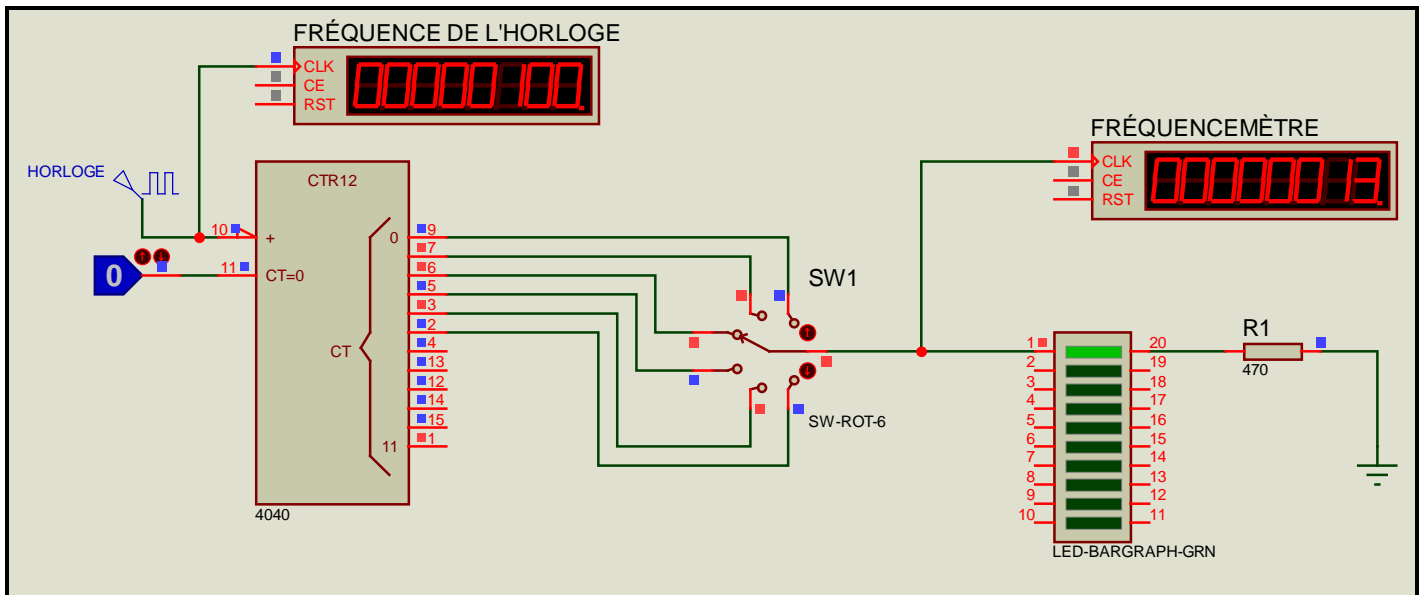 FRÉQUENCE DE L'HORLOGE
CLK
CE
RST
00000100.
FRÉQUENCEMÈTRE
CLK
CE
RST
00000013.
HORLOGE
0
CTR12
10
+
11
CT=0
CT
0
11
9
7
6
5
3
2
4
13
12
14
15
1
4040
SW1
SW-ROT-6
1
2
3
4
5
6
7
8
9
10
20
19
18
17
16
15
14
13
12
11
LED-BARGRAPH-GRN
R1
470